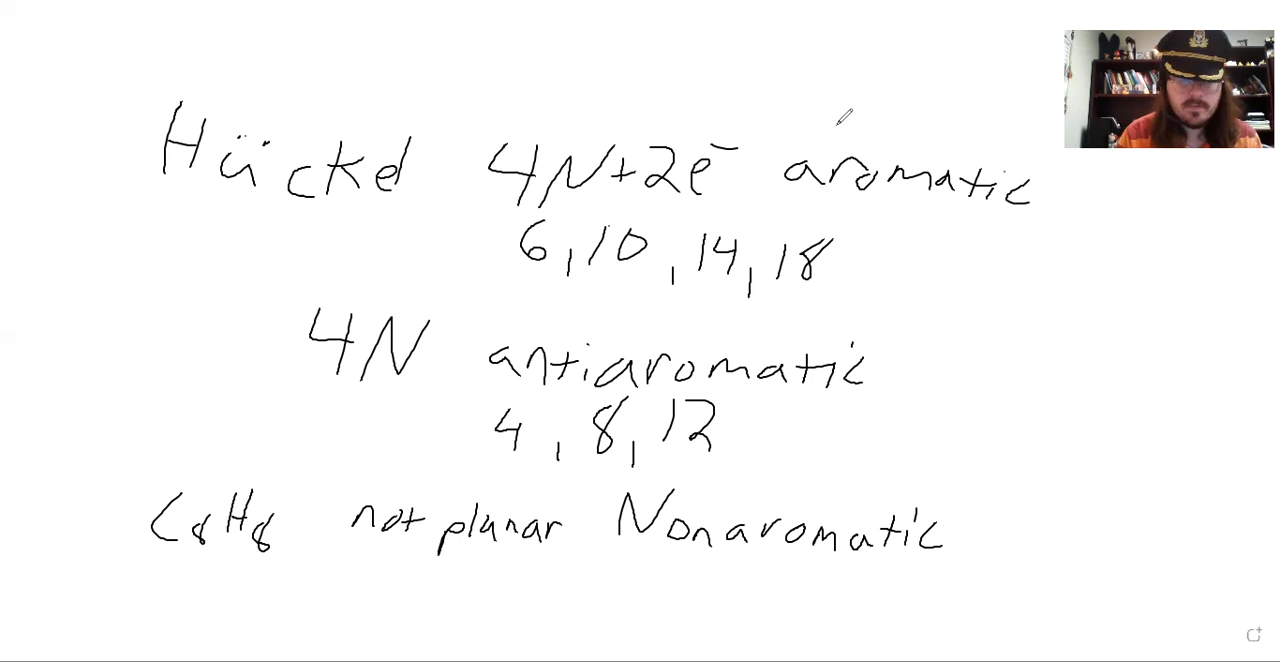 Hückel 4N+2e⁻ aromatic
6, 10, 14, 18
4N antiaromatic
4, 8, 12
C₈H₈ not planar Nonaromatic